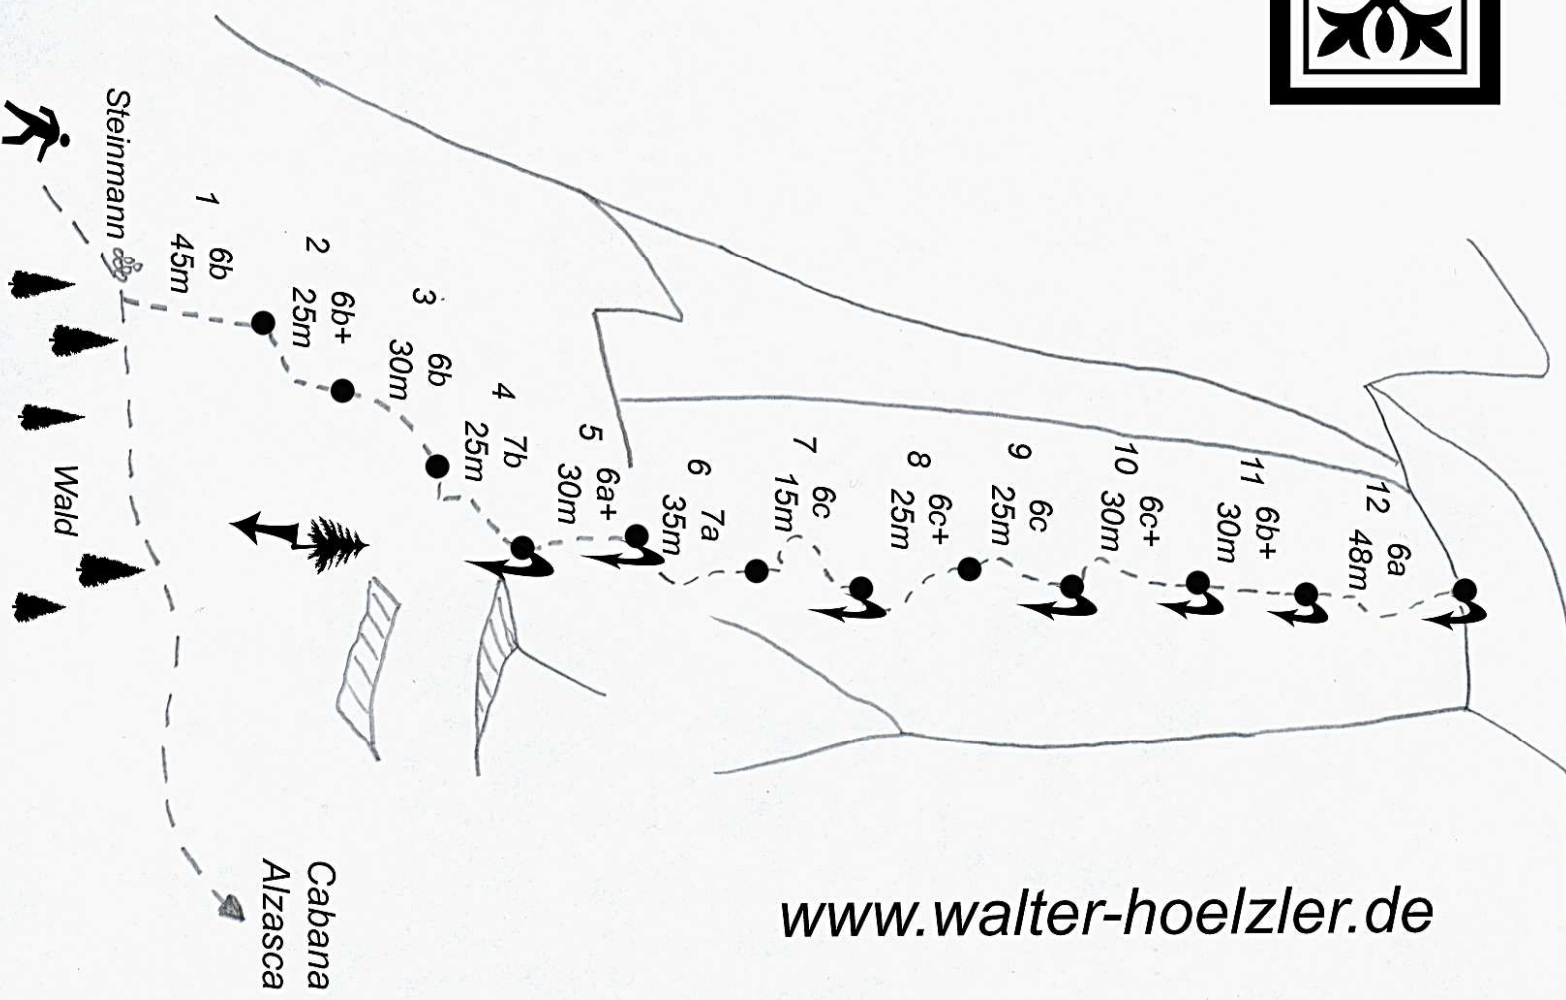 www.walter-hoelzler.de
12 6a
48m
11 6b+
30m
10 6c+
30m
9 6c
25m
8 6c+
25m
7 6c
15m
6 7a
35m
5 6a+
30m
4 7b
25m
3 6b
30m
2 6b+
25m
1 6b
45m
Steinmann
Wald
Cabana
Alzasca